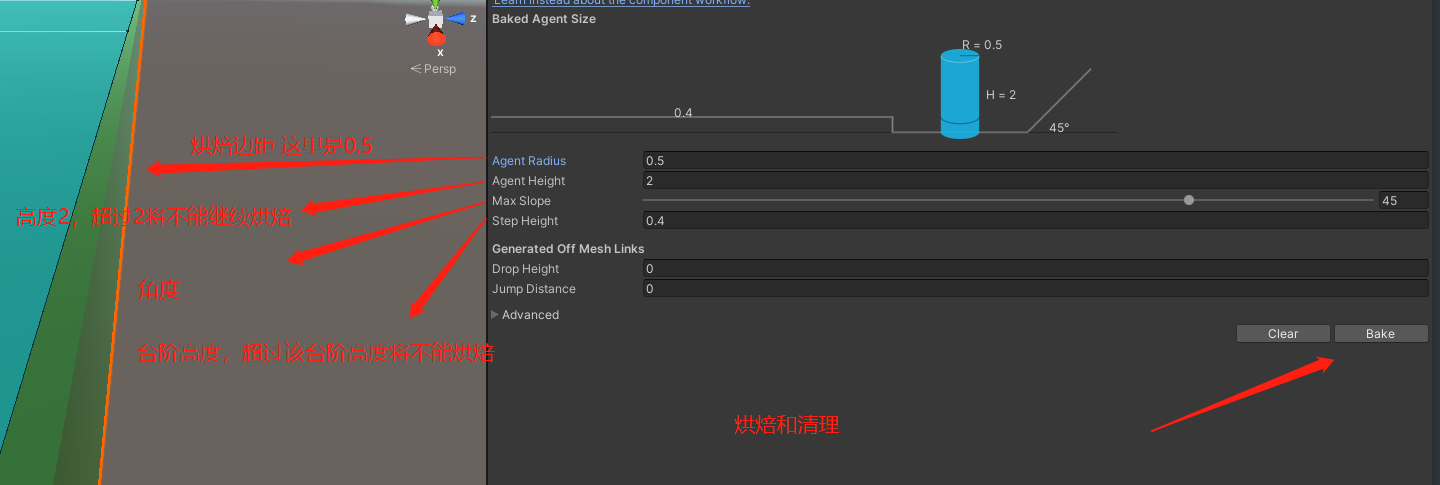 Learn instead about the component workflow.
Baked Agent Size
z
x
Persp
R = 0.5
H = 2
0.4
45°
烘焙边距 这里是0.5
Agent Radius
0.5
Agent Height
2
高度2，超过2将不能继续烘焙
Max Slope
45
Step Height
0.4
Generated Off Mesh Links
Drop Height
0
角度
Jump Distance
0
Advanced
Clear
Bake
台阶高度，超过该台阶高度将不能烘焙
烘焙和清理